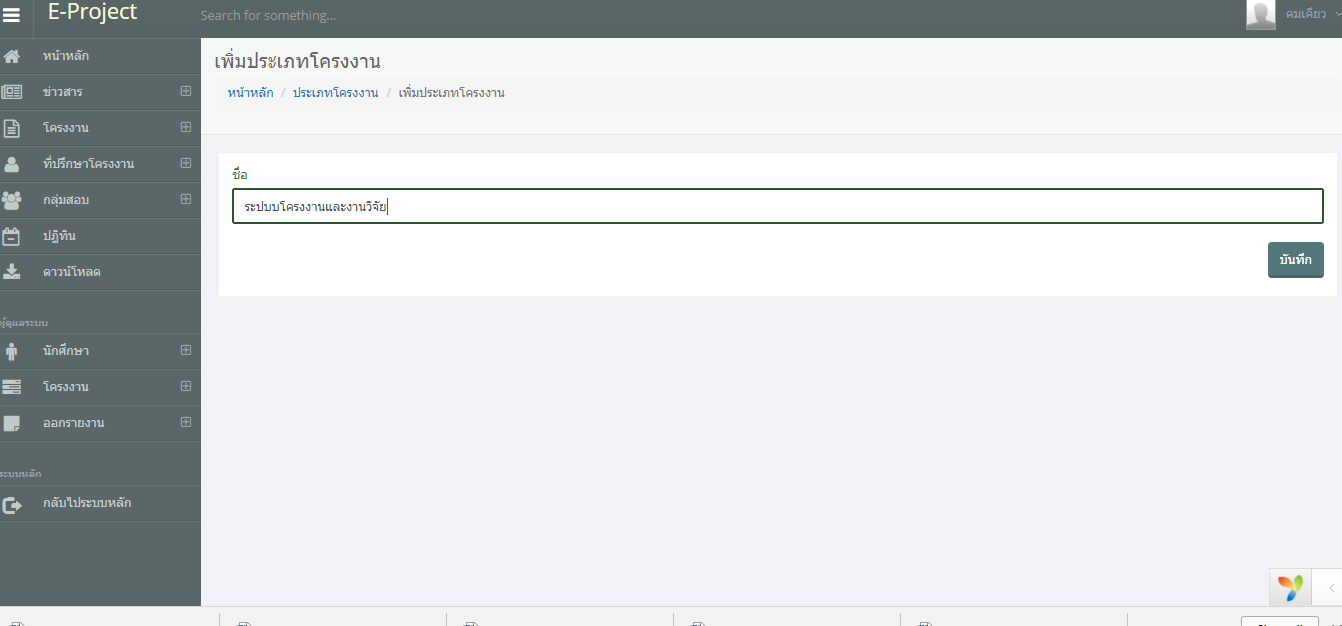 E-Project
Search for something...
คมเคียว
หน้าหลัก
ข่าวสาร
โครงงาน
ที่ปรึกษาโครงงาน
กลุ่มสอบ
ปฏิทิน
ดาวน์โหลด
ผู้ดูแลระบบ
นักศึกษา
โครงงาน
ออกรายงาน
ระบบหลัก
กลับไประบบหลัก
เพิ่มประเภทโครงงาน
หน้าหลัก / ประเภทโครงงาน / เพิ่มประเภทโครงงาน
ชื่อ
ระปบบโครงงานและงานวิจัย
บันทึก